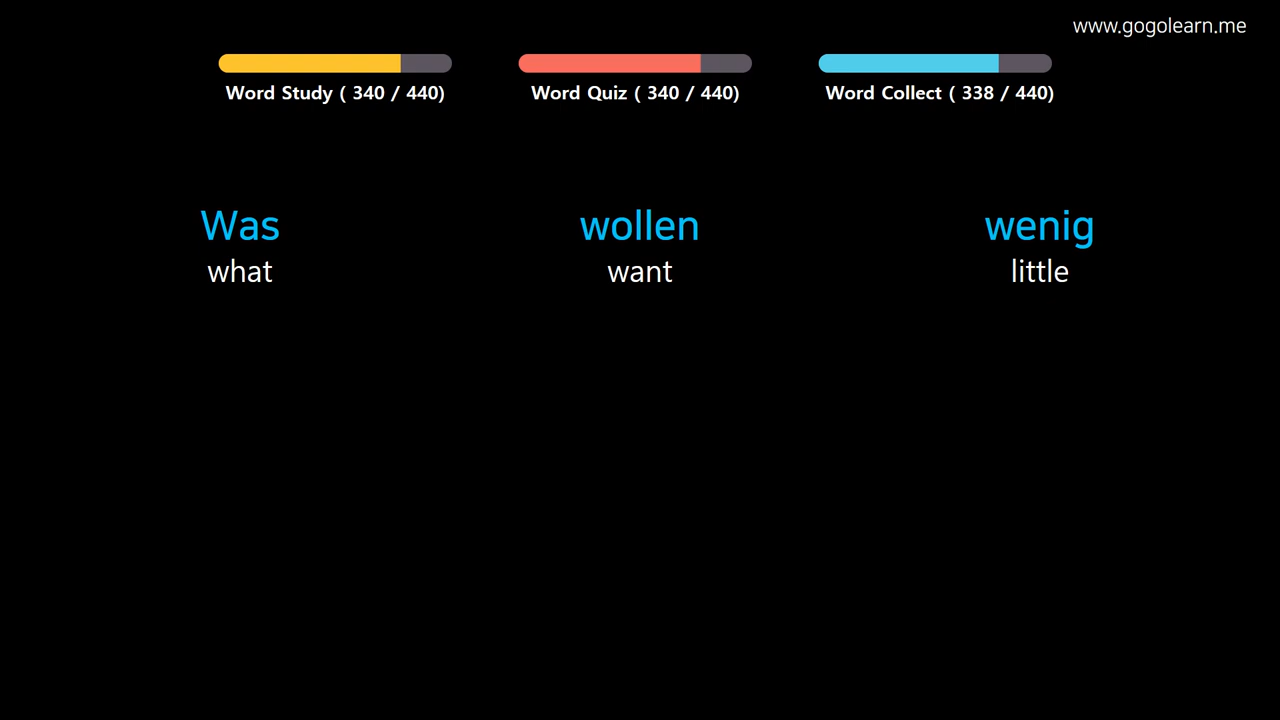 www.gogolearn.me
Word Study ( 340 / 440)
Word Quiz ( 340 / 440)
Word Collect ( 338 / 440)
Was
wollen
wenig
what
want
little